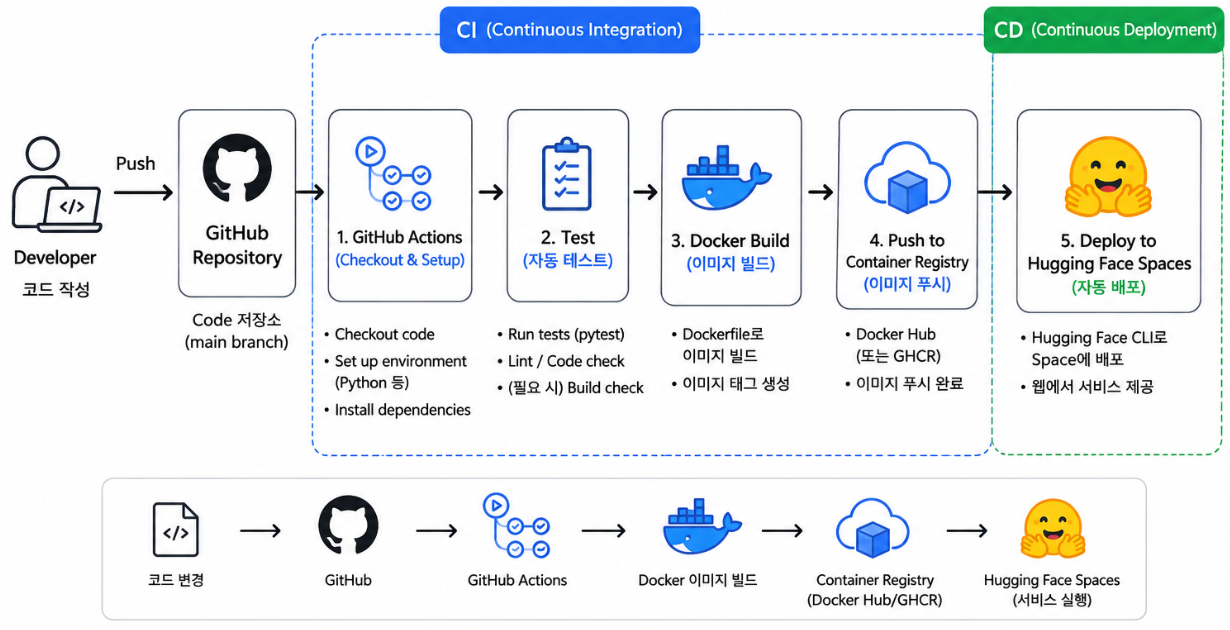 CI (Continuous Integration)
CD (Continuous Deployment)
Push
</>
Developer
코드 작성
GitHub
Repository
Code 저장소
(main branch)
1. GitHub Actions
(Checkout & Setup)
• Checkout code
• Set up environment
(Python 등)
• Install dependencies
2. Test
(자동 테스트)
• Run tests (pytest)
• Lint / Code check
• (필요 시) Build check
3. Docker Build
(이미지 빌드)
• Dockerfile로
이미지 빌드
• 이미지 태그 생성
4. Push to
Container Registry
(이미지 푸시)
• Docker Hub
(또는 GHCR)
• 이미지 푸시 완료
5. Deploy to
Hugging Face Spaces
(자동 배포)
• Hugging Face CLI로
Space에 배포
• 웹에서 서비스 제공
</>
코드 변경
GitHub
GitHub Actions
Docker 이미지 빌드
Container Registry
(Docker Hub/GHCR)
Hugging Face Spaces
(서비스 실행)